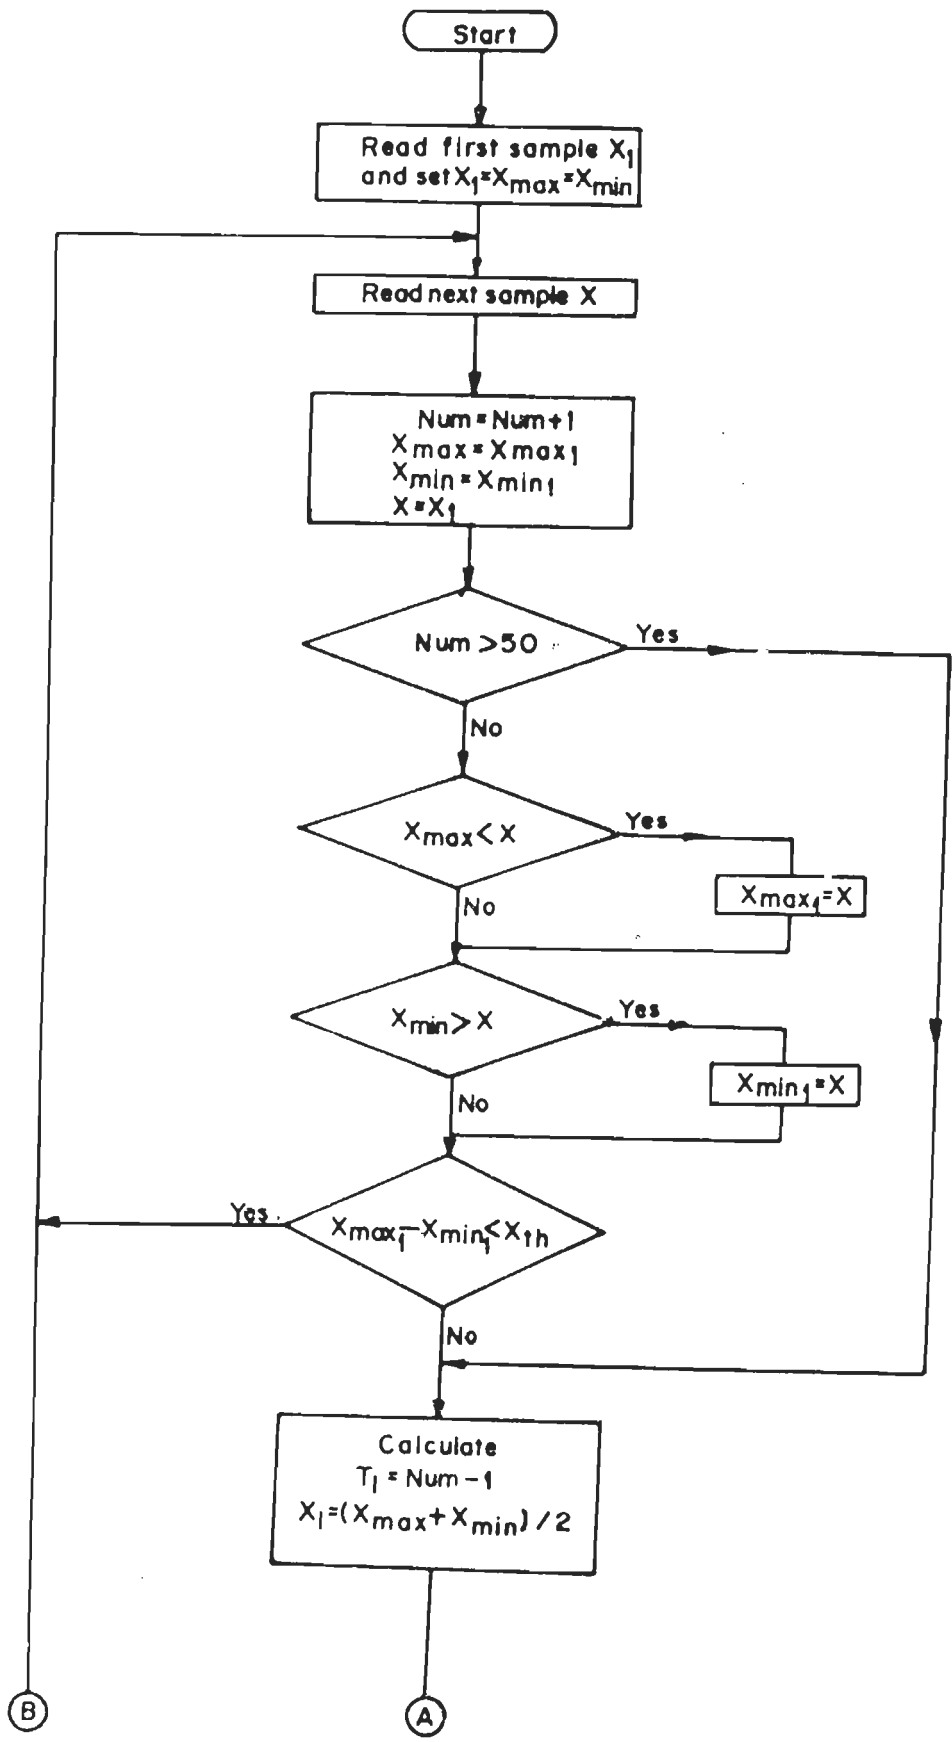 Start
Read first sample X₁
and set X₁=Xmax=Xmin
Read next sample X
Num=Num+1
Xmax=Xmax₁
Xmin=Xmin₁
X=X₁
Num>50
Yes
No
Xmax<X
Yes
Xmax₁=X
No
Xmin>X
Yes
Xmin₁=X
No
Yes
Xmax₁-Xmin₁<Xth
No
Calculate
T₁=Num-1
X₁=(Xmax+Xmin)/2
B
A